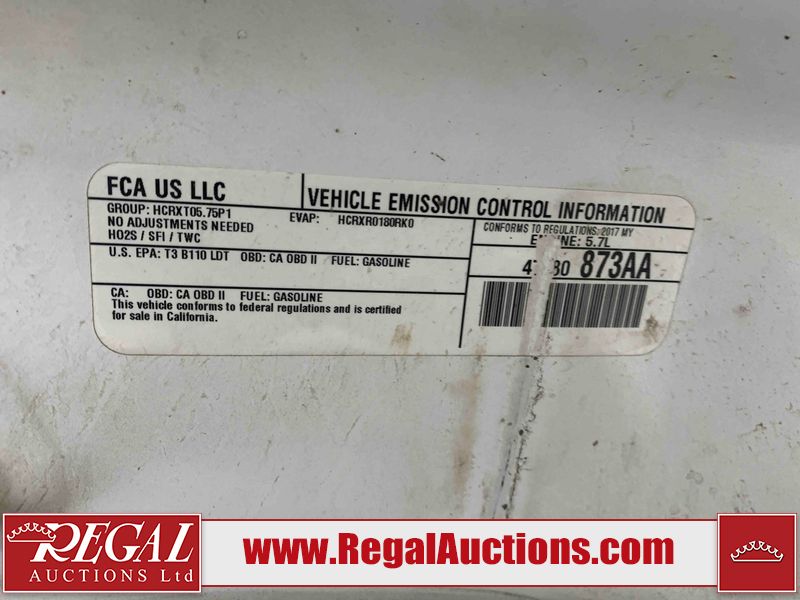 FCA US LLC
VEHICLE EMISSION CONTROL INFORMATION
GROUP: HCRXT05.75P1 EVAP: HCRXR0180RK0
NO ADJUSTMENTS NEEDED
HO2S / SFI / TWC
CONFORMS TO REGULATIONS: 2017 MY
ENGINE: 5.7L
U.S. EPA: T3 B110 LDT OBD: CA OBD II FUEL: GASOLINE
873AA
CA: OBD: CA OBD II FUEL: GASOLINE
This vehicle conforms to federal regulations and is certified
for sale in California.
REGAL
AUCTIONS Ltd
www.RegalAuctions.com